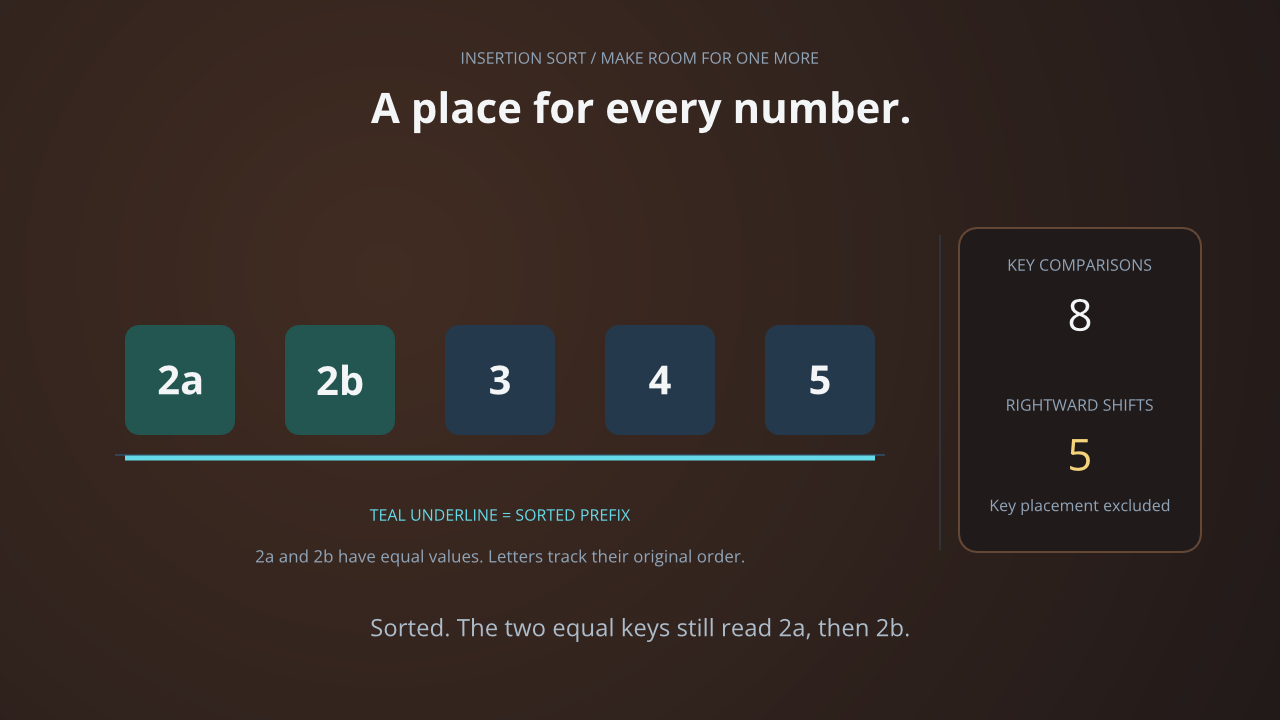 INSERTION SORT / MAKE ROOM FOR ONE MORE
A place for every number.
2a
2b
3
4
5
TEAL UNDERLINE = SORTED PREFIX
2a and 2b have equal values. Letters track their original order.
KEY COMPARISONS
8
RIGHTWARD SHIFTS
5
Key placement excluded
Sorted. The two equal keys still read 2a, then 2b.